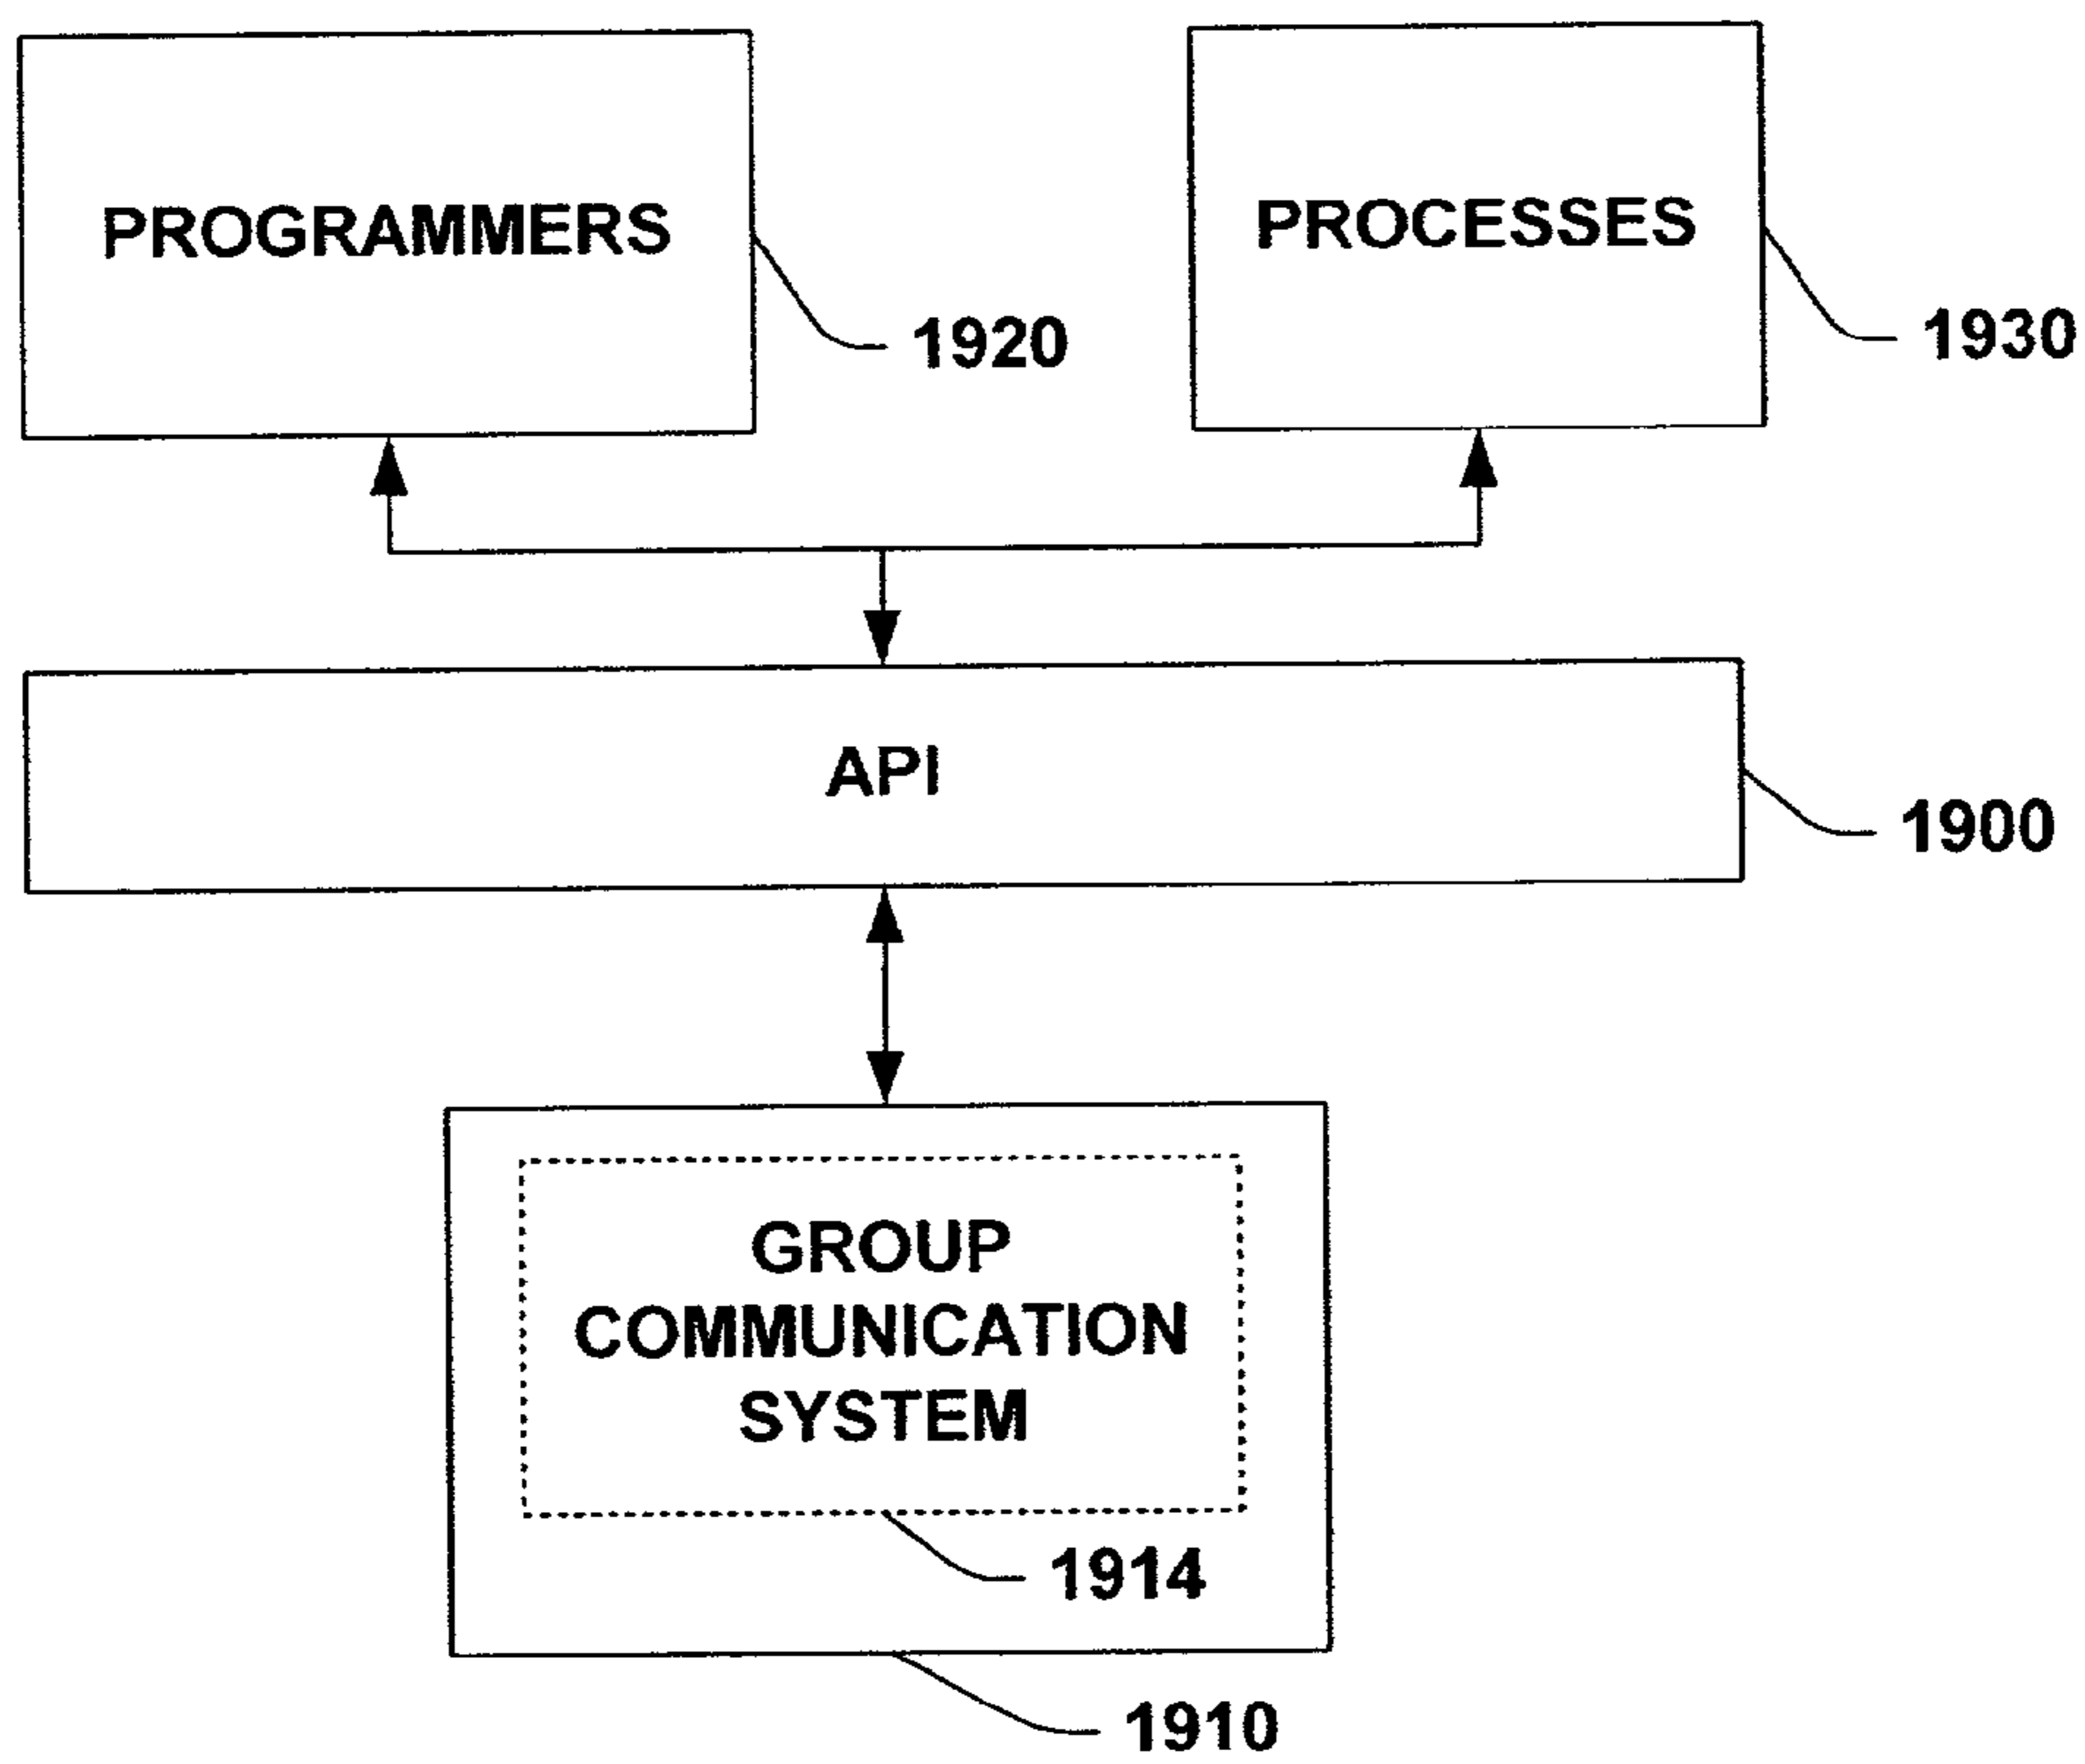 PROGRAMMERS
PROCESSES
1920
1930
API
1900
GROUP
COMMUNICATION
SYSTEM
1914
1910